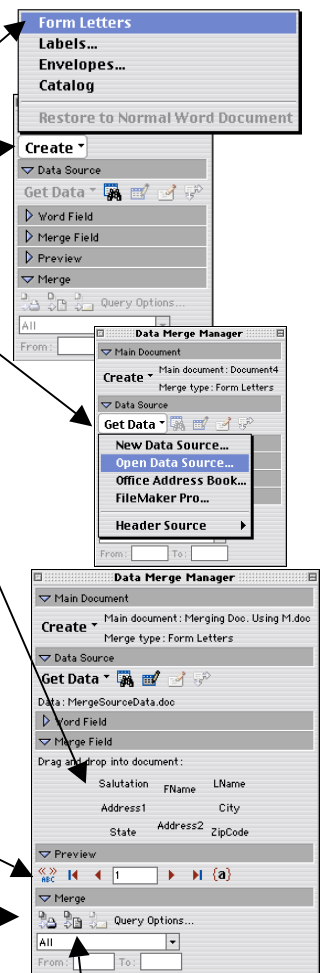 Form Letters
Labels...
Envelopes...
Catalog
Restore to Normal Word Document
Create
Data Source
Get Data
Word Field
Merge Field
Preview
Merge
Query Options...
All
From:
Data Merge Manager
Main Document
Main document: Document4
Create
Merge type: Form Letters
Data Source
Get Data
New Data Source...
Open Data Source...
Office Address Book...
FileMaker Pro...
Header Source
From: To:
Data Merge Manager
Main Document
Main document: Merging Doc. Using M.doc
Create
Merge type: Form Letters
Data Source
Get Data
Data: MergeSourceData.doc
Word Field
Merge Field
Drag and drop into document:
Salutation FName LName
Address1 City
State Address2 ZipCode
Preview
«» ABC 1 {a}
Merge
Query Options...
All
From: To: